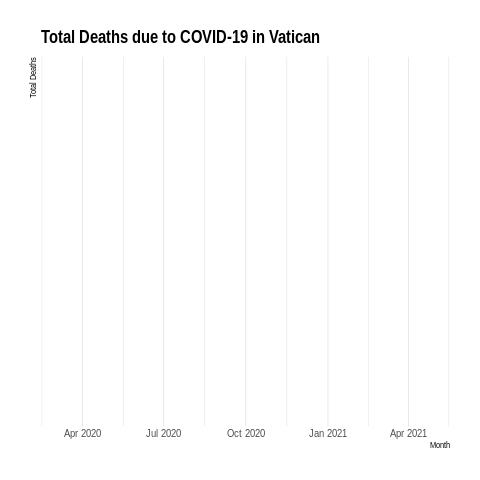 Total Deaths due to COVID-19 in Vatican
Total Deaths
Apr 2020 Jul 2020 Oct 2020 Jan 2021 Apr 2021
Month